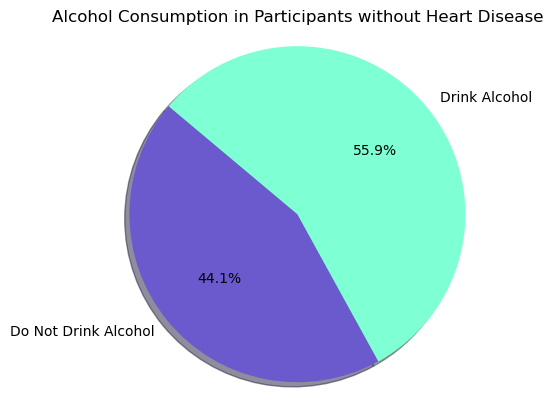 Alcohol Consumption in Participants without Heart Disease
Drink Alcohol
55.9%
44.1%
Do Not Drink Alcohol